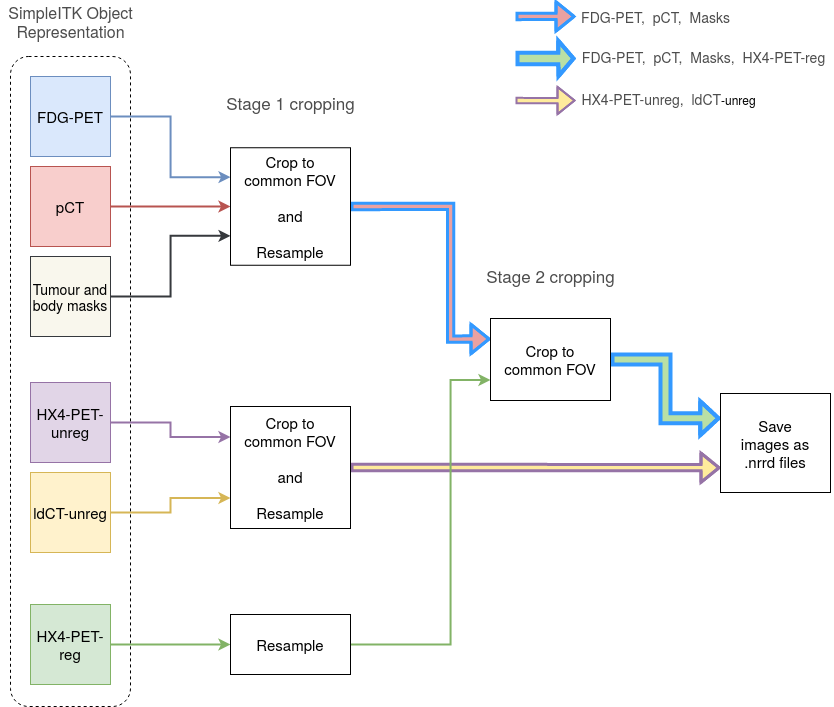 SimpleITK Object
Representation
FDG-PET, pCT, Masks
FDG-PET, pCT, Masks, HX4-PET-reg
HX4-PET-unreg, ldCT-unreg
FDG-PET
pCT
Tumour and
body masks
HX4-PET-
unreg
ldCT-unreg
HX4-PET-
reg
Stage 1 cropping
Crop to
common FOV
and
Resample
Crop to
common FOV
and
Resample
Resample
Stage 2 cropping
Crop to
common FOV
Save
images as
.nrrd files